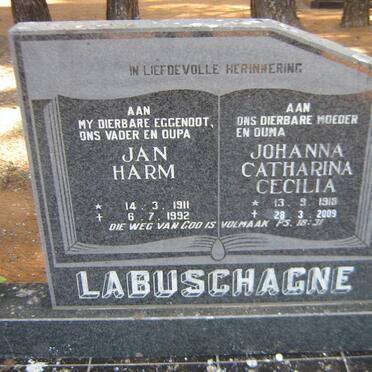 IN LIEFDEVOLLE HERINNERING
AAN
MY DIERBARE EGGENOOT,
ONS VADER EN OUPA
JAN
HARM
* 14 . 3 . 1911
+ 6 . 7 . 1992
AAN
ONS DIERBARE MOEDER
EN OUMA
JOHANNA
CATHARINA
CECILIA
* 13 . 9 . 1918
+ 28 . 3 . 2009
DIE WEG VAN GOD IS VOLMAAK PS. 18:31
LABUSCHAGNE